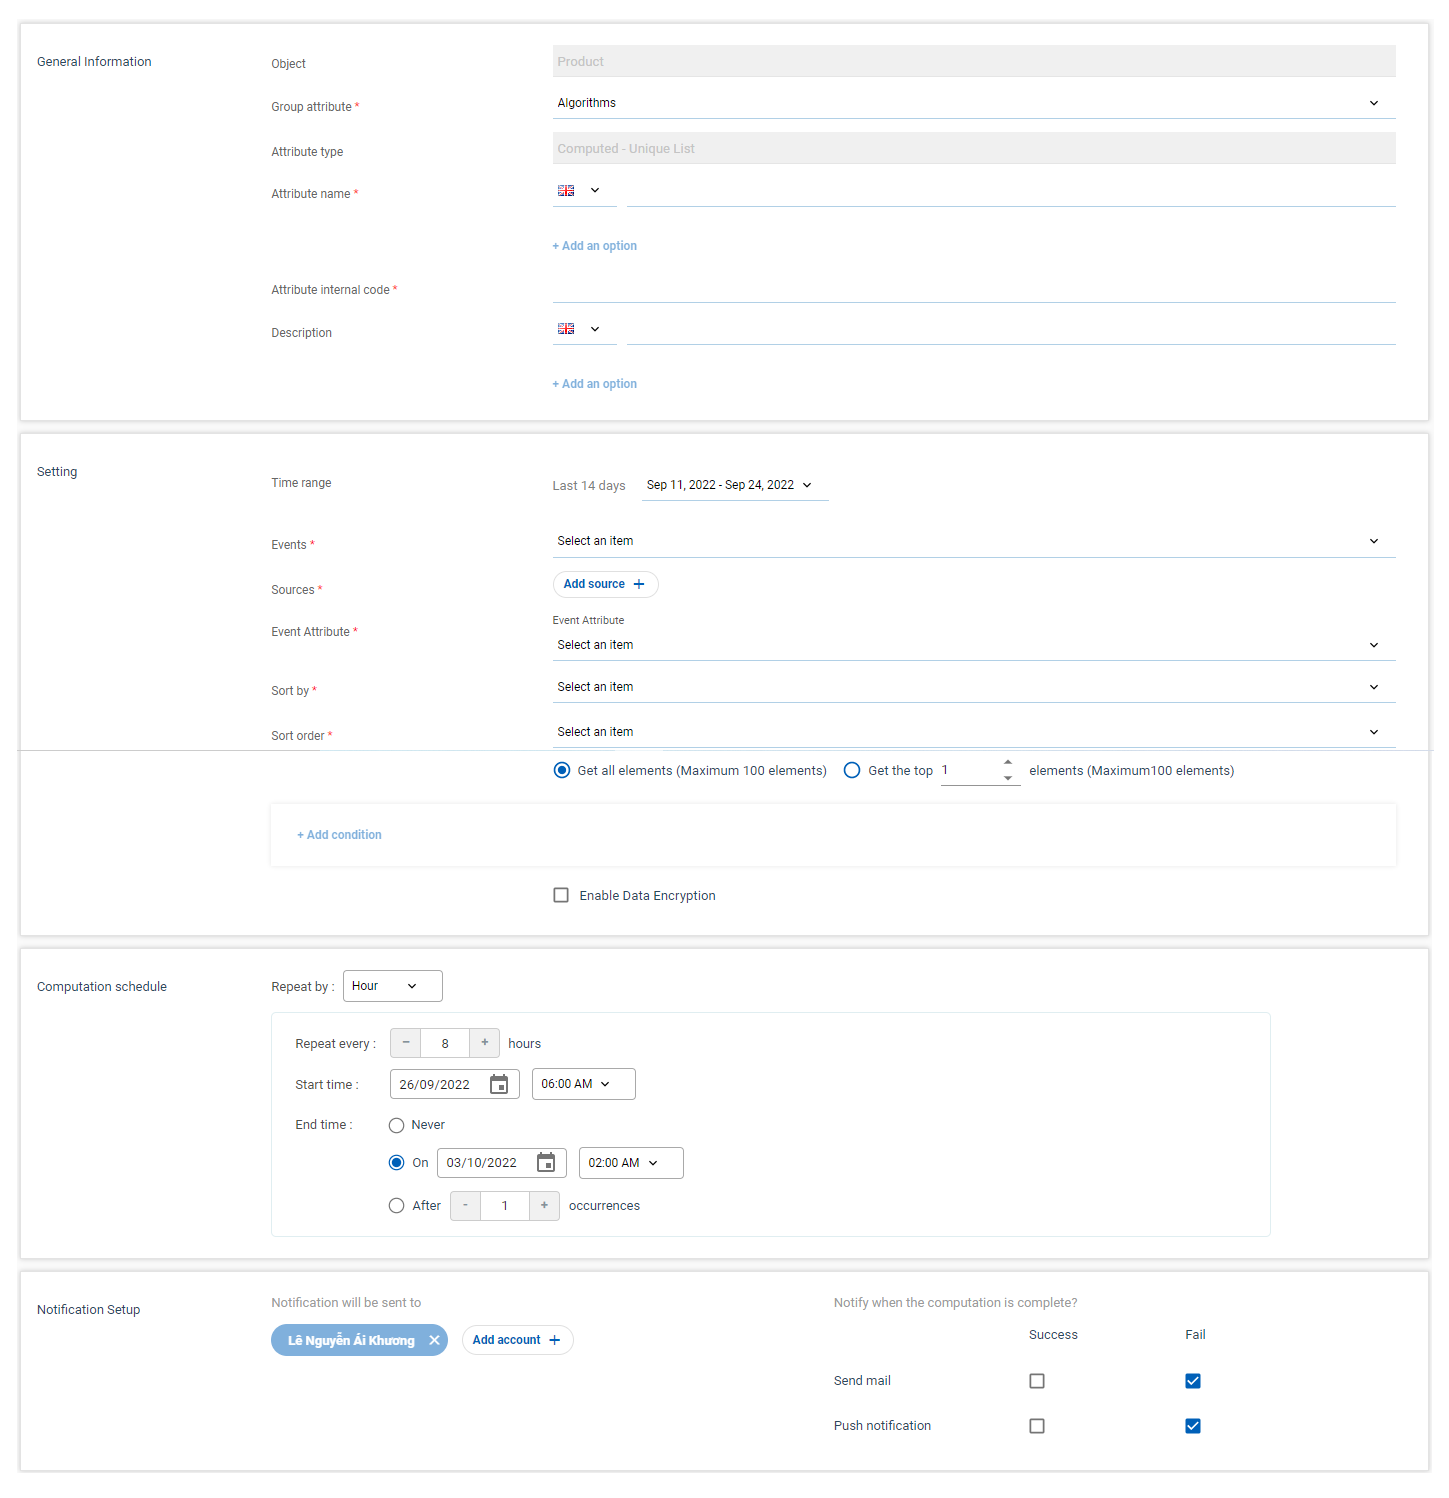 General Information
Object
Product
Group attribute *
Algorithms
Attribute type
Computed - Unique List
Attribute name *
+ Add an option
Attribute internal code *
Description
+ Add an option
Setting
Time range
Last 14 days
Sep 11, 2022 - Sep 24, 2022
Events *
Select an item
Sources *
Add source +
Event Attribute *
Event Attribute
Select an item
Sort by *
Select an item
Sort order *
Select an item
Get all elements (Maximum 100 elements)
Get the top 1 elements (Maximum100 elements)
+ Add condition
Enable Data Encryption
Computation schedule
Repeat by : Hour
Repeat every : − 8 + hours
Start time : 26/09/2022 06:00 AM
End time : Never
On 03/10/2022 02:00 AM
After - 1 + occurrences
Notification Setup
Notification will be sent to
Lê Nguyễn Ái Khương ✕
Add account +
Notify when the computation is complete?
Success Fail
Send mail
Push notification